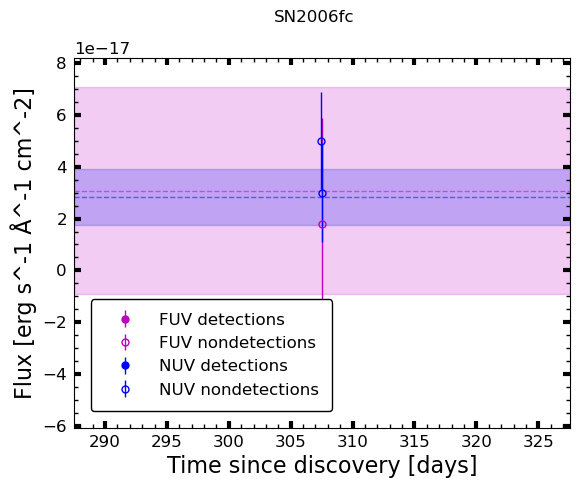 SN2006fc
1e−17
8
6
4
2
0
−2
−4
−6
Flux [erg s^-1 Å^-1 cm^-2]
FUV detections
FUV nondetections
NUV detections
NUV nondetections
290 295 300 305 310 315 320 325
Time since discovery [days]